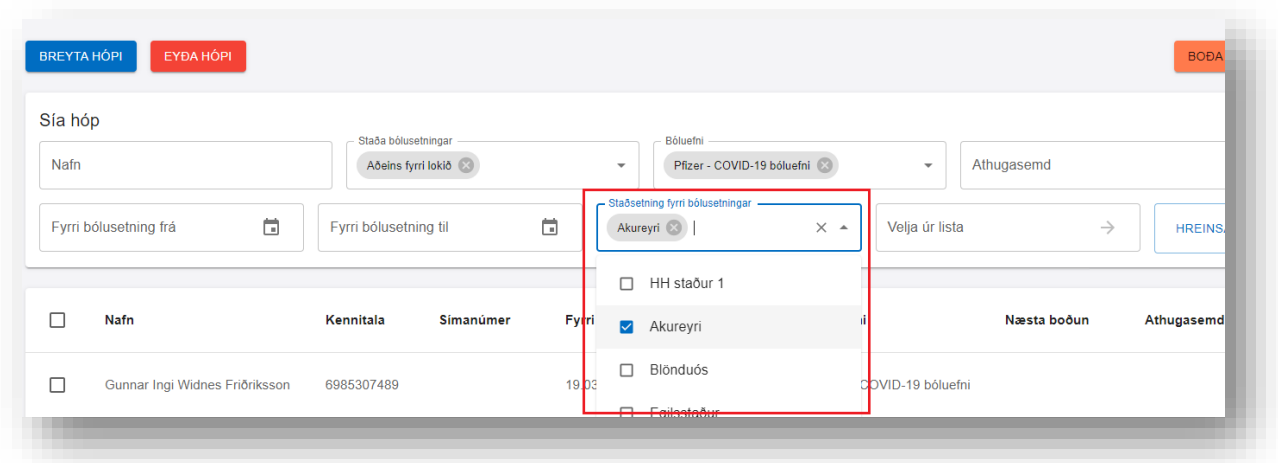 BREYTA HÓPI EYÐA HÓPI BOÐA
Sía hóp
Staða bólusetningar Bóluefni
Nafn Aðeins fyrri lokið Pfizer - COVID-19 bóluefni Athugasemd
Staðsetning fyrri bólusetningar
Fyrri bólusetning frá Fyrri bólusetning til Akureyri Velja úr lista HREINS
HH staður 1
Nafn Kennitala Símanúmer Fyrri Næsta boðun Athugasemd
Akureyri
Blönduós
Gunnar Ingi Widnes Friðriksson 6985307489 19.03 COVID-19 bóluefni